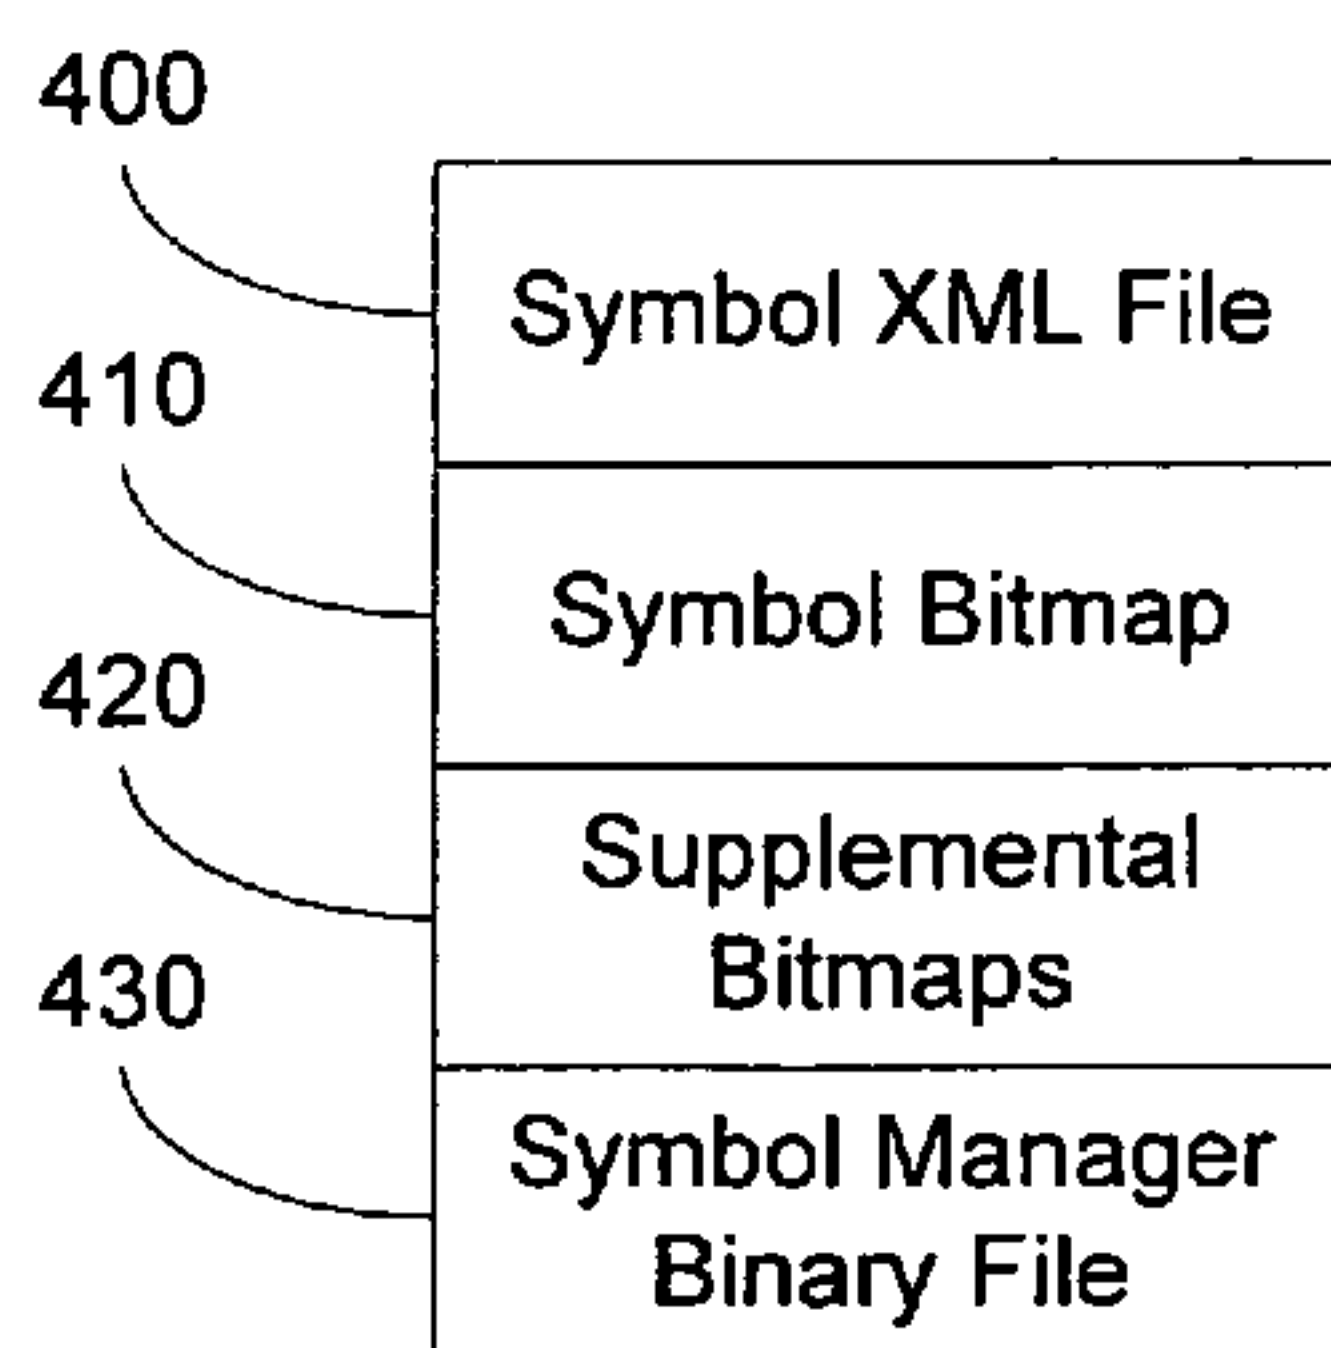 400
Symbol XML File
410
Symbol Bitmap
420
Supplemental
Bitmaps
430
Symbol Manager
Binary File